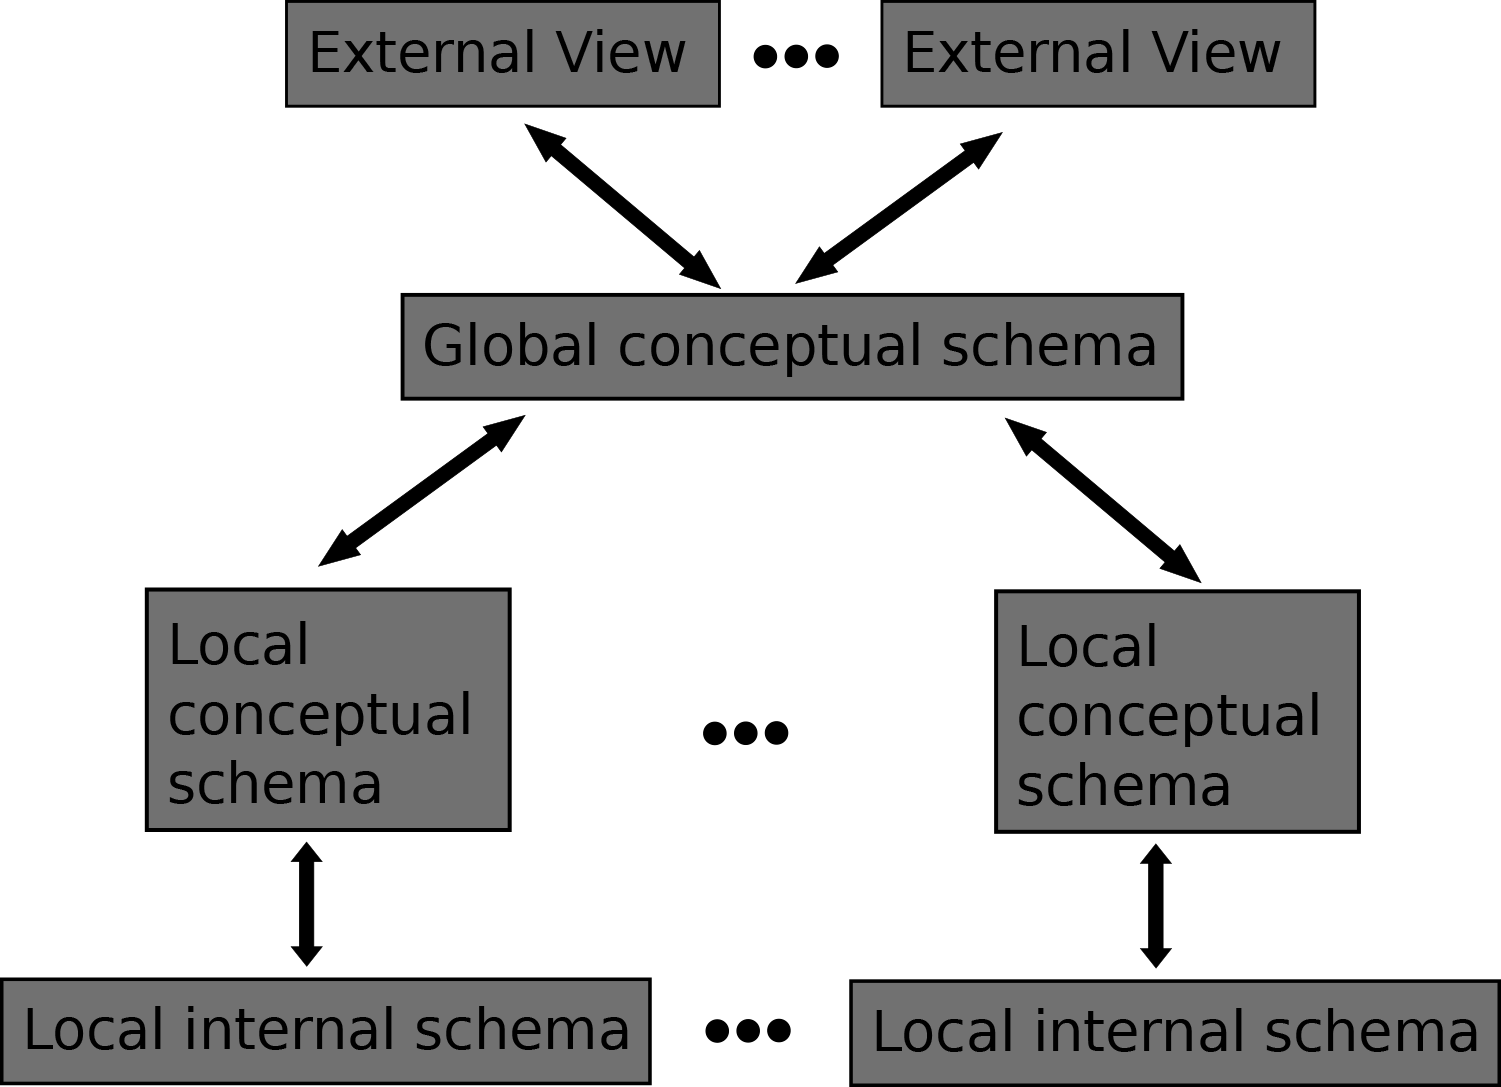 External View ••• External View
Global conceptual schema
Local
conceptual
schema
•••
Local
conceptual
schema
Local internal schema ••• Local internal schema